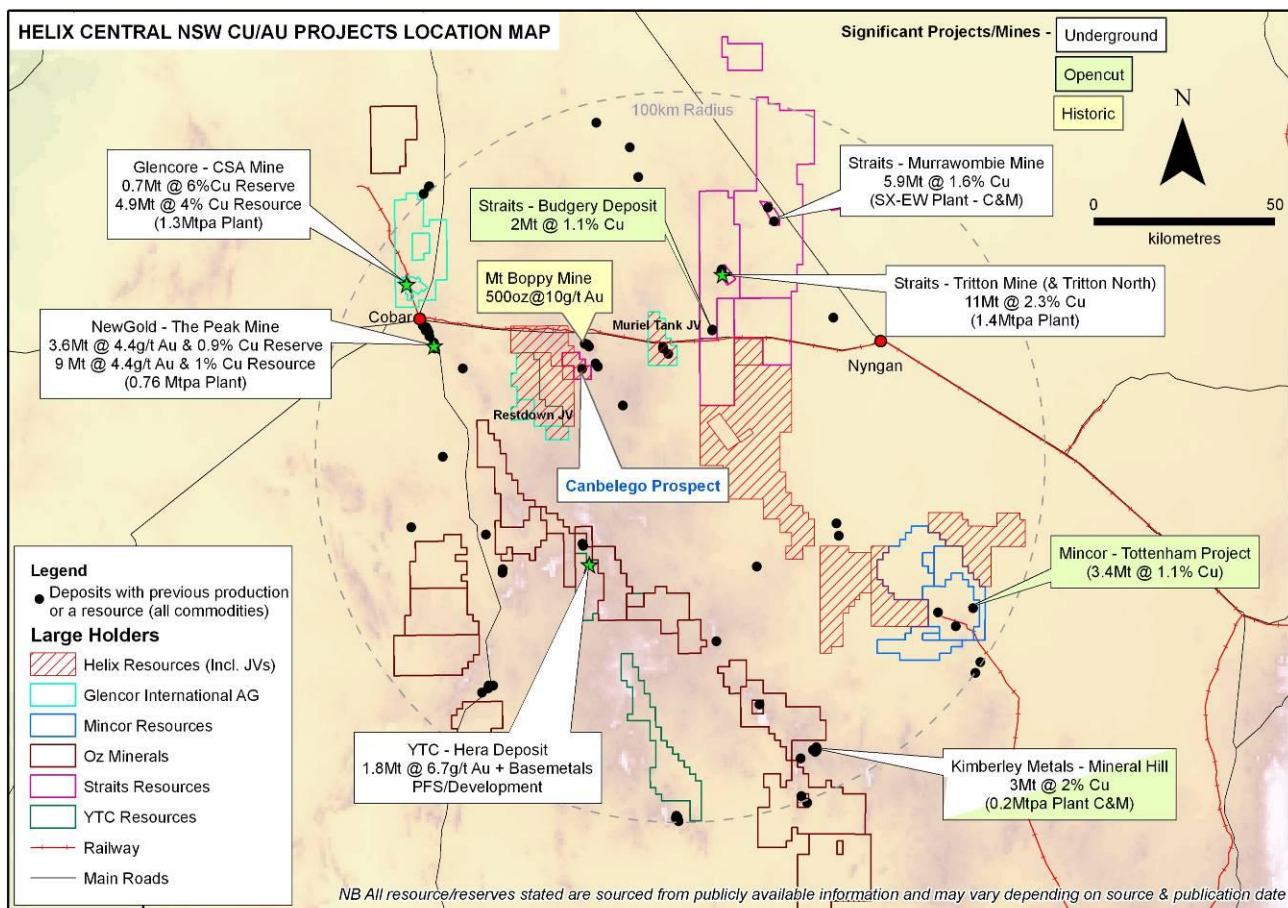 HELIX CENTRAL NSW CU/AU PROJECTS LOCATION MAP
Significant Projects/Mines -
Underground
Opencut
Historic
N
0
50
kilometres
100km Radius
Glencore - CSA Mine
0.7Mt @ 6%Cu Reserve
4.9Mt @ 4% Cu Resource
(1.3Mtpa Plant)
Straits - Budgery Deposit
2Mt @ 1.1% Cu
Straits - Murrawombie Mine
5.9Mt @ 1.6% Cu
(SX-EW Plant - C&M)
Mt Boppy Mine
500oz@10g/t Au
Straits - Tritton Mine (& Tritton North)
11Mt @ 2.3% Cu
(1.4Mtpa Plant)
Cobar
NewGold - The Peak Mine
3.6Mt @ 4.4g/t Au & 0.9% Cu Reserve
9 Mt @ 4.4g/t Au & 1% Cu Resource
(0.76 Mtpa Plant)
Muriel Tank JV
Nyngan
Restdown JV
Canbelego Prospect
Mincor - Tottenham Project
(3.4Mt @ 1.1% Cu)
YTC - Hera Deposit
1.8Mt @ 6.7g/t Au + Basemetals
PFS/Development
Kimberley Metals - Mineral Hill
3Mt @ 2% Cu
(0.2Mtpa Plant C&M)
Legend
Deposits with previous production
or a resource (all commodities)
Large Holders
Helix Resources (Incl. JVs)
Glencor International AG
Mincor Resources
Oz Minerals
Straits Resources
YTC Resources
Railway
Main Roads
NB All resource/reserves stated are sourced from publicly available information and may vary depending on source & publication date